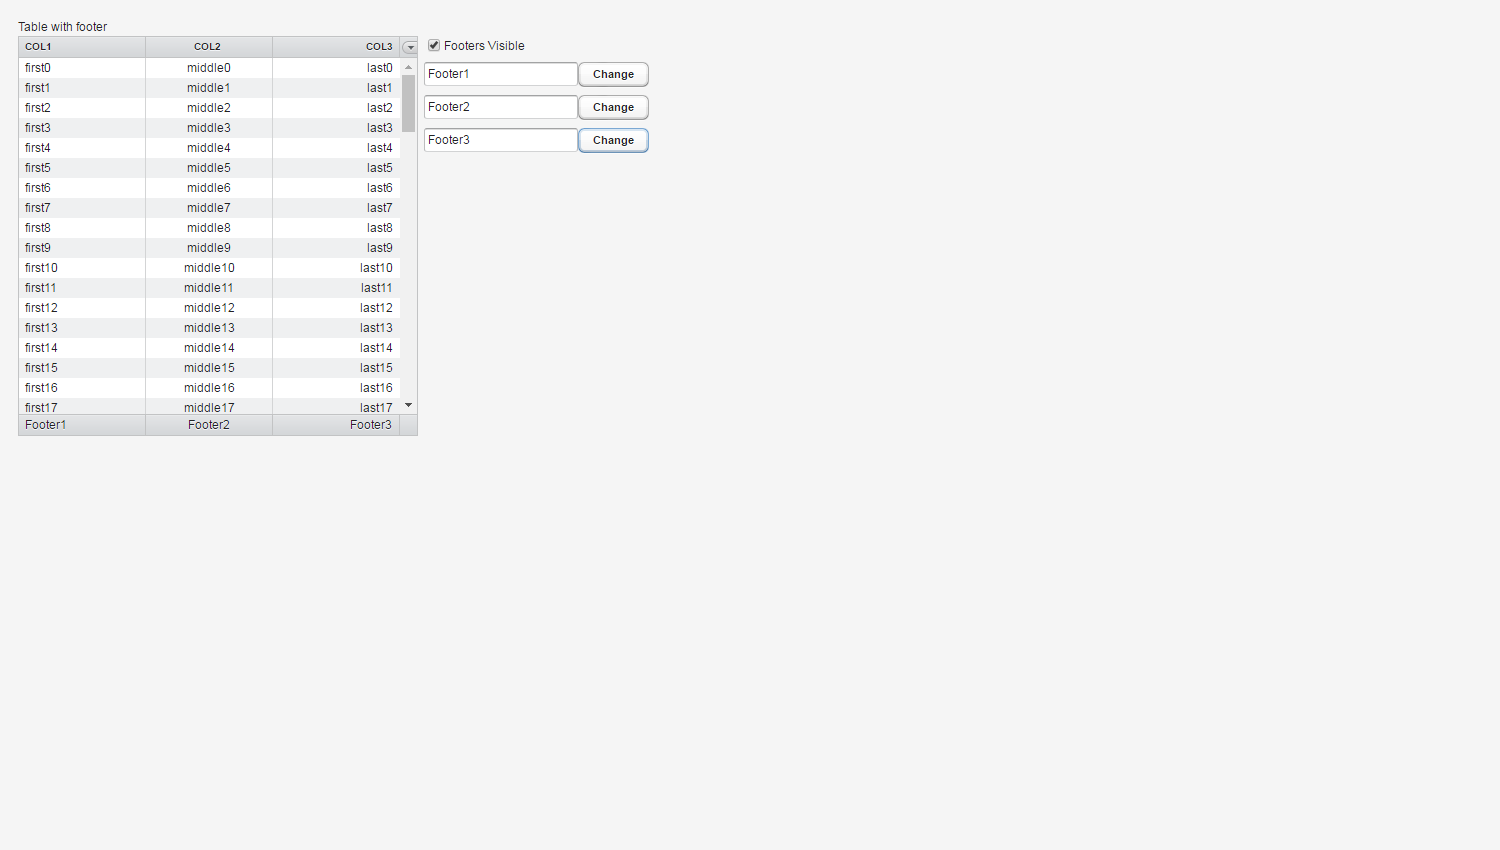 Table with footer
COL1 COL2 COL3
Footers Visible
first0 middle0 last0
Footer1 Change
first1 middle1 last1
first2 middle2 last2
Footer2 Change
first3 middle3 last3
first4 middle4 last4
Footer3 Change
first5 middle5 last5
first6 middle6 last6
first7 middle7 last7
first8 middle8 last8
first9 middle9 last9
first10 middle10 last10
first11 middle11 last11
first12 middle12 last12
first13 middle13 last13
first14 middle14 last14
first15 middle15 last15
first16 middle16 last16
first17 middle17 last17
Footer1 Footer2 Footer3